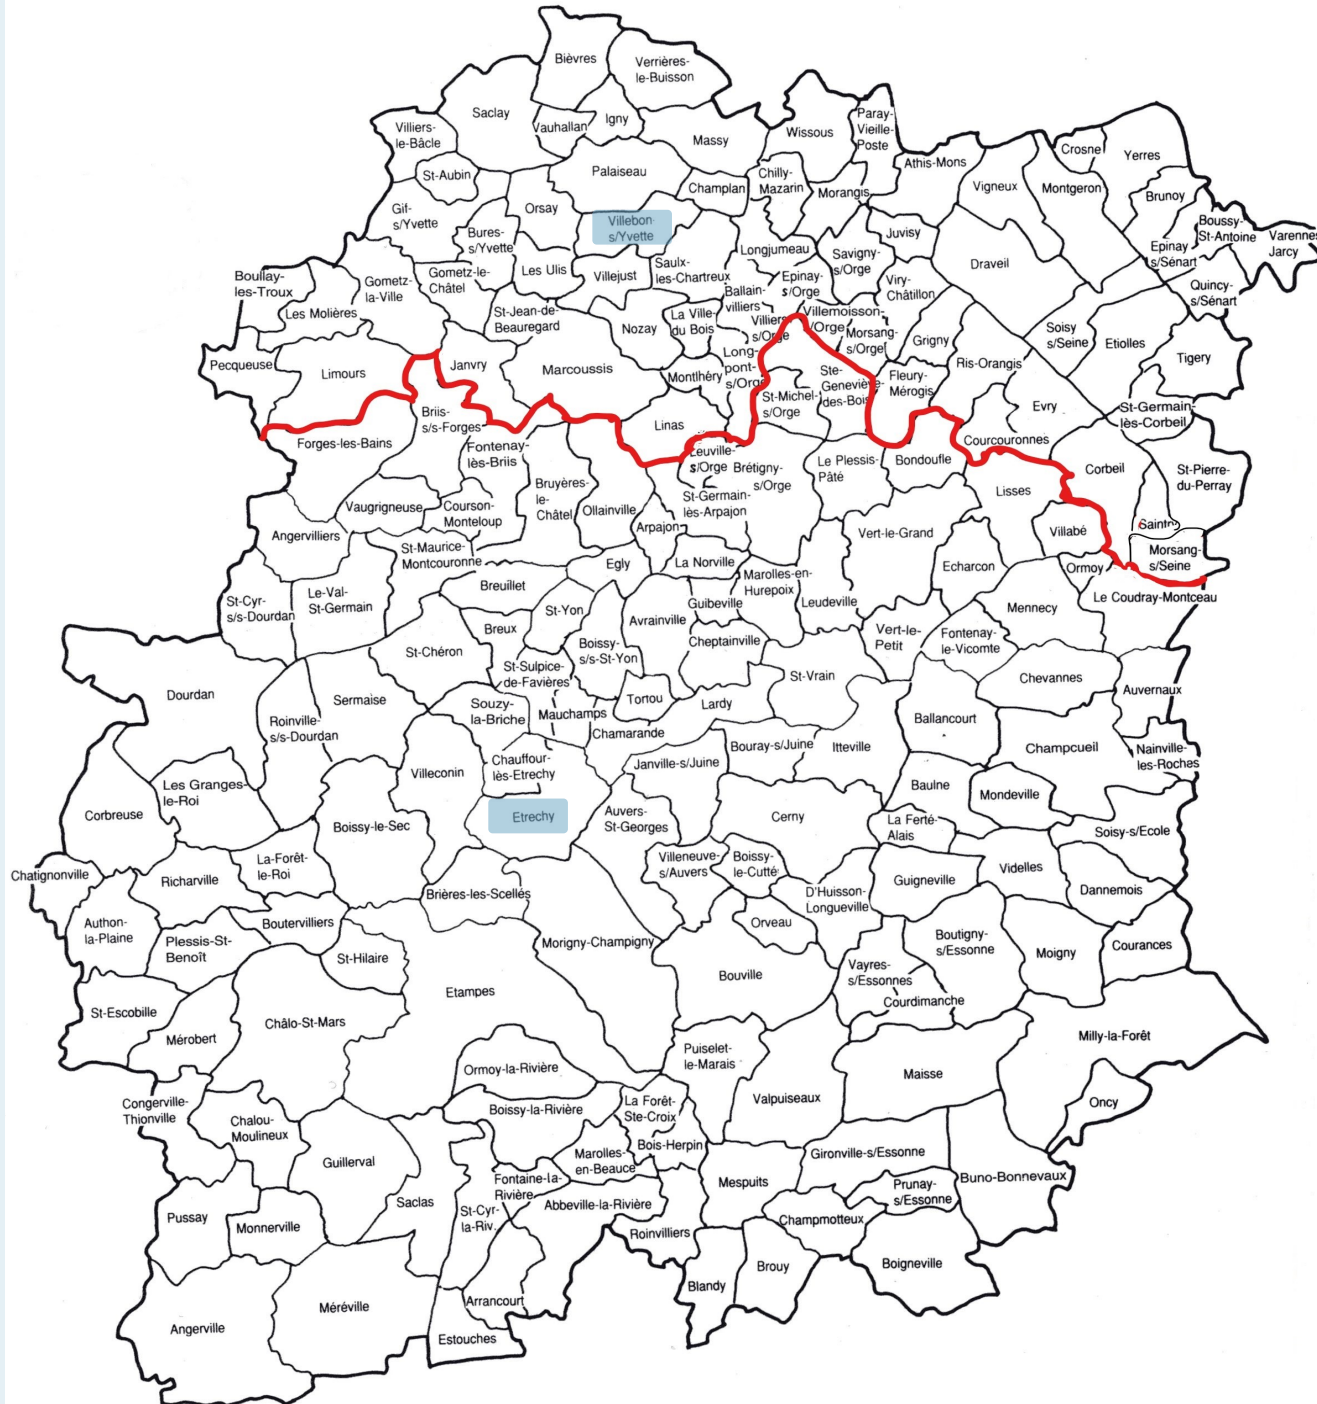 Bièvres
Verrières-
le-Buisson
Saclay
Villiers-
le-Bâcle
Vauhallan
Igny
Massy
Wissous
Paray-
Vieille-
Poste
Athis-Mons
Crosne
Yerres
St-Aubin
Palaiseau
Champlan
Chilly-
Mazarin
Morangis
Vigneux
Montgeron
Brunoy
Gif-
s/Yvette
Orsay
Bures-
s/Yvette
Villebon
s/Yvette
Longjumeau
Juvisy
Savigny-
s/Orge
Draveil
Boussy-
St-Antoine
Epinay
s/Sénart
Varennes
Jarcy
Boullay-
les-Troux
Gometz-
la-Ville
Gometz-le-
Châtel
Les Ulis
Villejust
Saulx-
les-Chartreux
Epinay-
s/Orge
Viry-
Châtillon
Quincy-
s/Sénart
Les Molières
St-Jean-de-
Beauregard
Nozay
La Ville-
du Bois
Ballain-
villiers
Villiers
s/Orge
Villemoisson-
/Orge
Morsang-
s/Orge
Grigny
Soisy
s/Seine
Etiolles
Tigery
Pecqueuse
Limours
Janvry
Marcoussis
Montlhéry
Long-
pont-
s/Orge
Ste-
Geneviève-
des-Bois
Fleury-
Mérogis
Ris-Orangis
St-Michel-
s/Orge
Evry
St-Germain-
lès-Corbeil
Forges-les-Bains
Briis-
s/s-Forges
Linas
Courcouronnes
Fontenay-
lès-Briis
Leuville-
s/Orge
Brétigny-
s/Orge
Le Plessis-
Pâté
Bondoufle
Corbeil
St-Pierre-
du-Perray
Vaugrigneuse
Courson-
Monteloup
Bruyères-
le-
Châtel
Ollainville
St-Germain-
lès-Arpajon
Lisses
Angervilliers
Arpajon
Vert-le-Grand
Villabé
Saintry
St-Maurice-
Montcouronne
Egly
La Norville
Echarcon
Ormoy
Morsang-
s/Seine
Breuillet
Marolles-en-
Hurepoix
Le Coudray-Montceau
St-Cyr-
s/s-Dourdan
Le-Val-
St-Germain
St-Yon
Avrainville
Guibeville
Leudeville
Mennecy
Breux
Cheptainville
Vert-le-
Petit
Fontenay-
le-Vicomte
St-Chéron
Boissy-
s/s-St-Yon
St-Sulpice-
de-Favières
St-Vrain
Chevannes
Auvernaux
Dourdan
Sermaise
Souzy-
la-Briche
Tortou
Lardy
Roinville-
s/s-Dourdan
Mauchamps
Chamarande
Ballancourt
Bouray-s/Juine
Itteville
Champcueil
Nainville-
les-Roches
Villeconin
Chauffour-
lès-Etrechy
Janville-s/Juine
Les Granges-
le-Roi
Baulne
Mondeville
Corbreuse
Boissy-le-Sec
Etrechy
Auvers-
St-Georges
Cerny
La Ferté-
Alais
Soisy-s/Ecole
Chatignonville
Richarville
La-Forêt-
le-Roi
Villeneuve-
s/Auvers
Boissy-
le-Cutté
Videlles
Guigneville
Dannemois
Brières-les-Scellés
D'Huisson-
Longueville
Authon-
la-Plaine
Boutervilliers
Orveau
Plessis-St-
Benoît
Morigny-Champigny
Boutigny-
s/Essonne
Moigny
Courances
St-Hilaire
Bouville
Vayres-
s/Essonnes
Etampes
Courdimanche
St-Escobille
Châlo-St-Mars
Mérobert
Milly-la-Forêt
Puiselet-
le-Marais
Ormoy-la-Rivière
Maisse
Congerville-
Thionville
Boissy-la-Rivière
La Forêt-
Ste-Croix
Valpuiseaux
Oncy
Chalou-
Moulineux
Bois-Herpin
Guillerval
Marolles-
en-Beauce
Gironville-s/Essonne
Fontaine-la-
Rivière
Mespuits
Buno-Bonnevaux
Saclas
Abbeville-la-Rivière
Prunay-
s/Essonne
Pussay
Monnerville
St-Cyr-
la-Riv.
Champmotteux
Roinvilliers
Brouy
Boigneville
Blandy
Méréville
Arrancourt
Angerville
Estouches